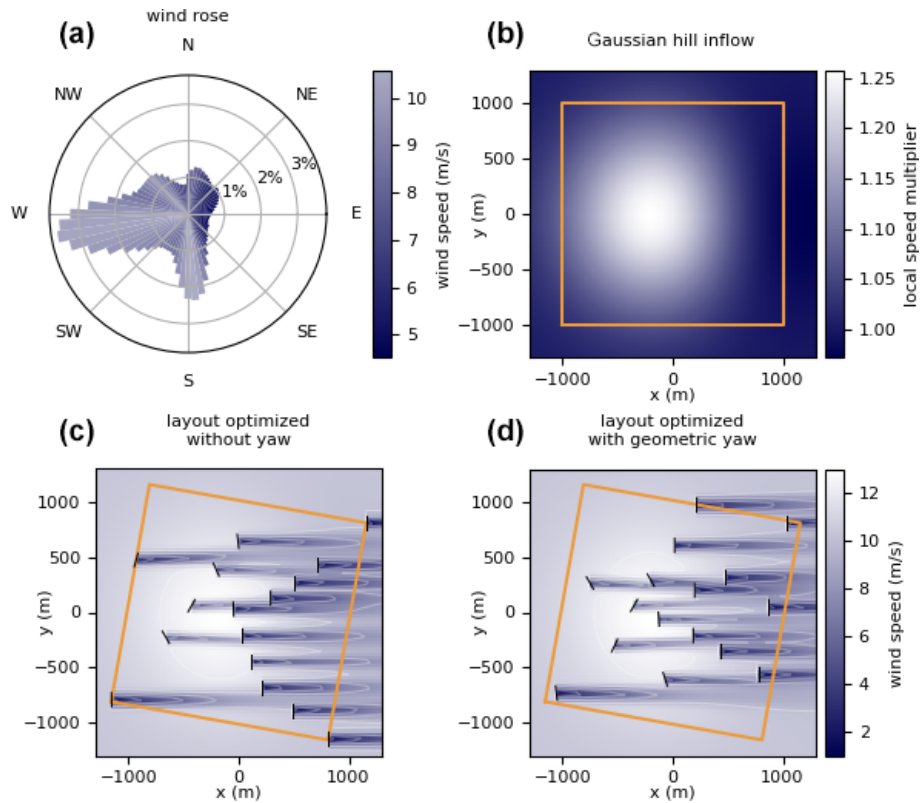 (a)
wind rose
N
NW
NE
W
E
SW
SE
S
1%
2%
3%
10
9
8
7
6
5
wind speed (m/s)
(b)
Gaussian hill inflow
1000
500
0
−500
−1000
y (m)
−1000
0
1000
x (m)
1.25
1.20
1.15
1.10
1.05
1.00
local speed multiplier
(c)
layout optimized
without yaw
1000
500
0
−500
−1000
y (m)
−1000
0
1000
x (m)
(d)
layout optimized
with geometric yaw
1000
500
0
−500
−1000
y (m)
−1000
0
1000
x (m)
12
10
8
6
4
2
wind speed (m/s)